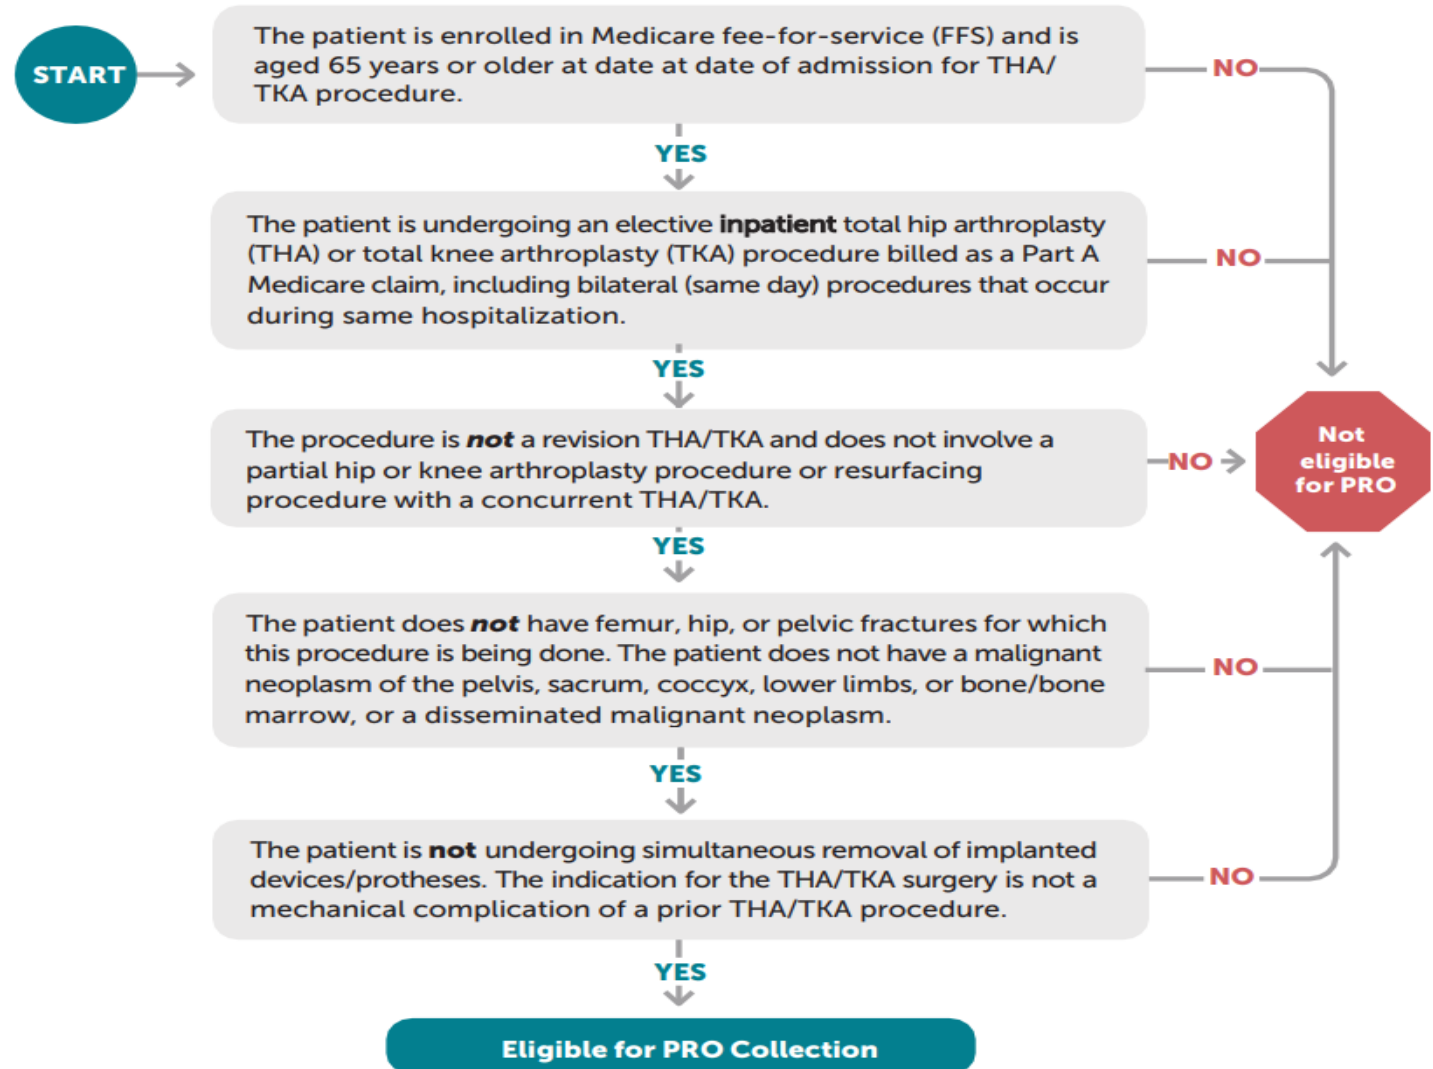 START
The patient is enrolled in Medicare fee-for-service (FFS) and is
aged 65 years or older at date at date of admission for THA/
TKA procedure.
NO
YES
The patient is undergoing an elective inpatient total hip arthroplasty
(THA) or total knee arthroplasty (TKA) procedure billed as a Part A
Medicare claim, including bilateral (same day) procedures that occur
during same hospitalization.
NO
YES
The procedure is not a revision THA/TKA and does not involve a
partial hip or knee arthroplasty procedure or resurfacing
procedure with a concurrent THA/TKA.
NO
Not
eligible
for PRO
YES
The patient does not have femur, hip, or pelvic fractures for which
this procedure is being done. The patient does not have a malignant
neoplasm of the pelvis, sacrum, coccyx, lower limbs, or bone/bone
marrow, or a disseminated malignant neoplasm.
NO
YES
The patient is not undergoing simultaneous removal of implanted
devices/protheses. The indication for the THA/TKA surgery is not a
mechanical complication of a prior THA/TKA procedure.
NO
YES
Eligible for PRO Collection